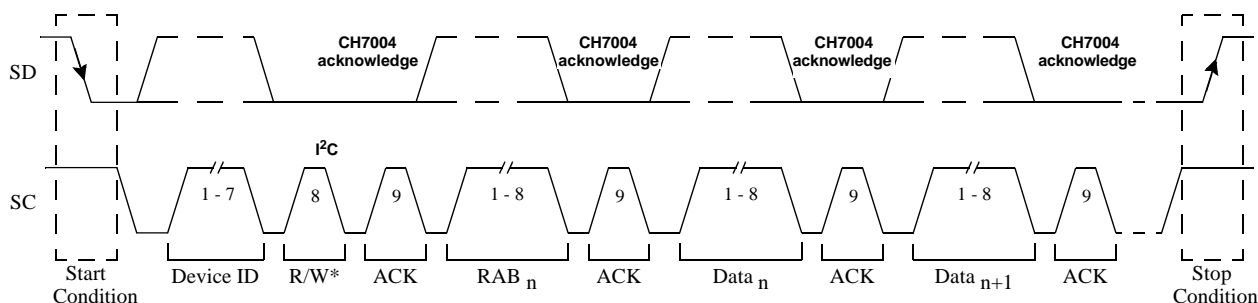 CH7004 acknowledge
CH7004 acknowledge
CH7004 acknowledge
CH7004 acknowledge
SD
I²C
SC
1 - 7
8
9
1 - 8
9
1 - 8
9
1 - 8
9
Start Condition
Device ID
R/W*
ACK
RAB n
ACK
Data n
ACK
Data n+1
ACK
Stop Condition